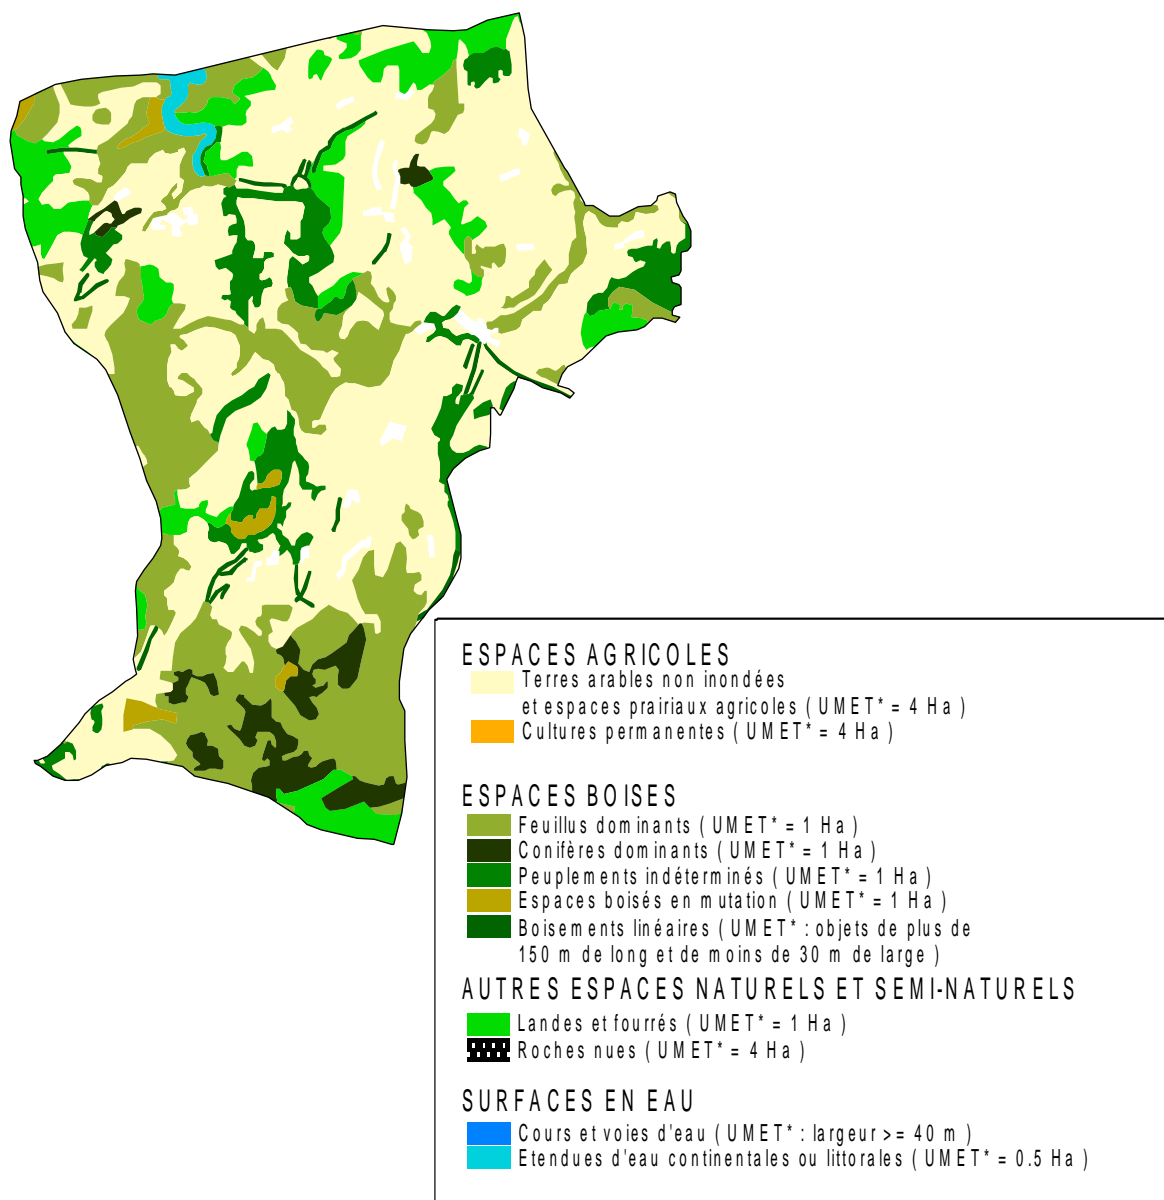 ESPACES AGRICOLES
Terres arables non inondées
et espaces prairiaux agricoles ( UMET* = 4 Ha )
Cultures permanentes ( UMET* = 4 Ha )
ESPACES BOISES
Feuillus dominants ( UMET* = 1 Ha )
Conifères dominants ( UMET* = 1 Ha )
Peuplements indéterminés ( UMET* = 1 Ha )
Espaces boisés en mutation ( UMET* = 1 Ha )
Boisements linéaires ( UMET* : objets de plus de
150 m de long et de moins de 30 m de large )
AUTRES ESPACES NATURELS ET SEMI-NATURELS
Landes et fourrés ( UMET* = 1 Ha )
Roches nues ( UMET* = 4 Ha )
SURFACES EN EAU
Cours et voies d'eau ( UMET* : largeur >= 40 m )
Etendues d'eau continentales ou littorales ( UMET* = 0.5 Ha )